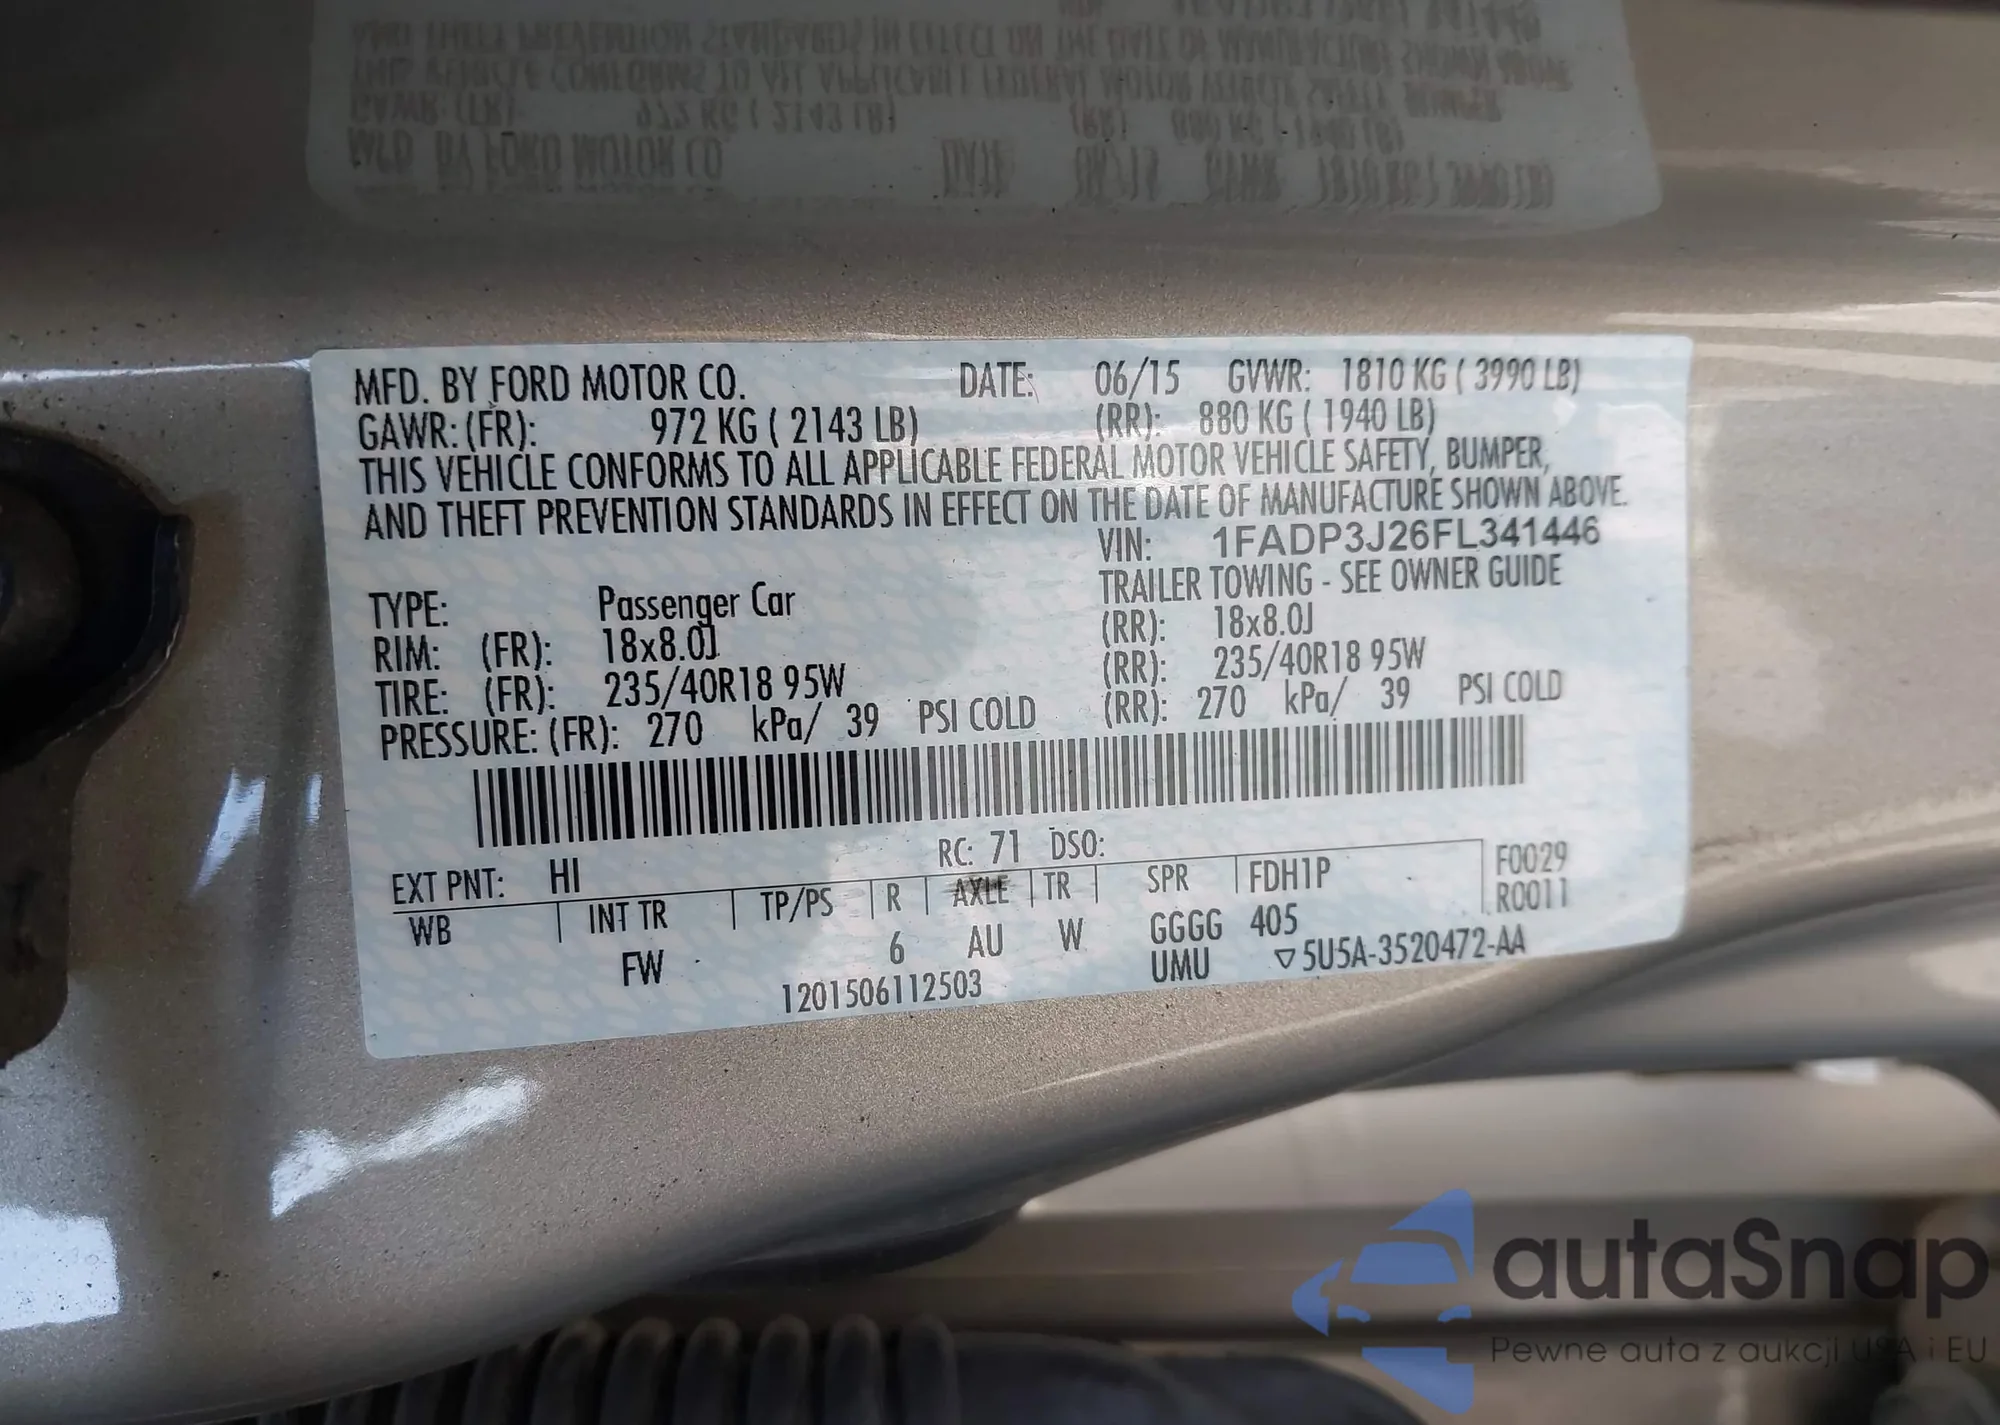 MFD. BY FORD MOTOR CO. DATE: 06/15 GVWR: 1810 KG ( 3990 LB)
GAWR: (FR): 972 KG ( 2143 LB) (RR): 880 KG ( 1940 LB)
THIS VEHICLE CONFORMS TO ALL APPLICABLE FEDERAL MOTOR VEHICLE SAFETY, BUMPER,
AND THEFT PREVENTION STANDARDS IN EFFECT ON THE DATE OF MANUFACTURE SHOWN ABOVE.
VIN: 1FADP3J26FL341446
TRAILER TOWING - SEE OWNER GUIDE
TYPE: Passenger Car
RIM: (FR): 18x8.0J (RR): 18x8.0J
TIRE: (FR): 235/40R18 95W (RR): 235/40R18 95W
PRESSURE: (FR): 270 kPa/ 39 PSI COLD (RR): 270 kPa/ 39 PSI COLD
RC: 71 DSO:
EXT PNT: HI F0029
WB INT TR TP/PS R AXLE TR SPR FDH1P R0011
FW 6 AU W GGGG 405
1201506112503 UMU ▽5U5A-3520472-AA
autaSnap
Pewne auta z aukcji USA i EU